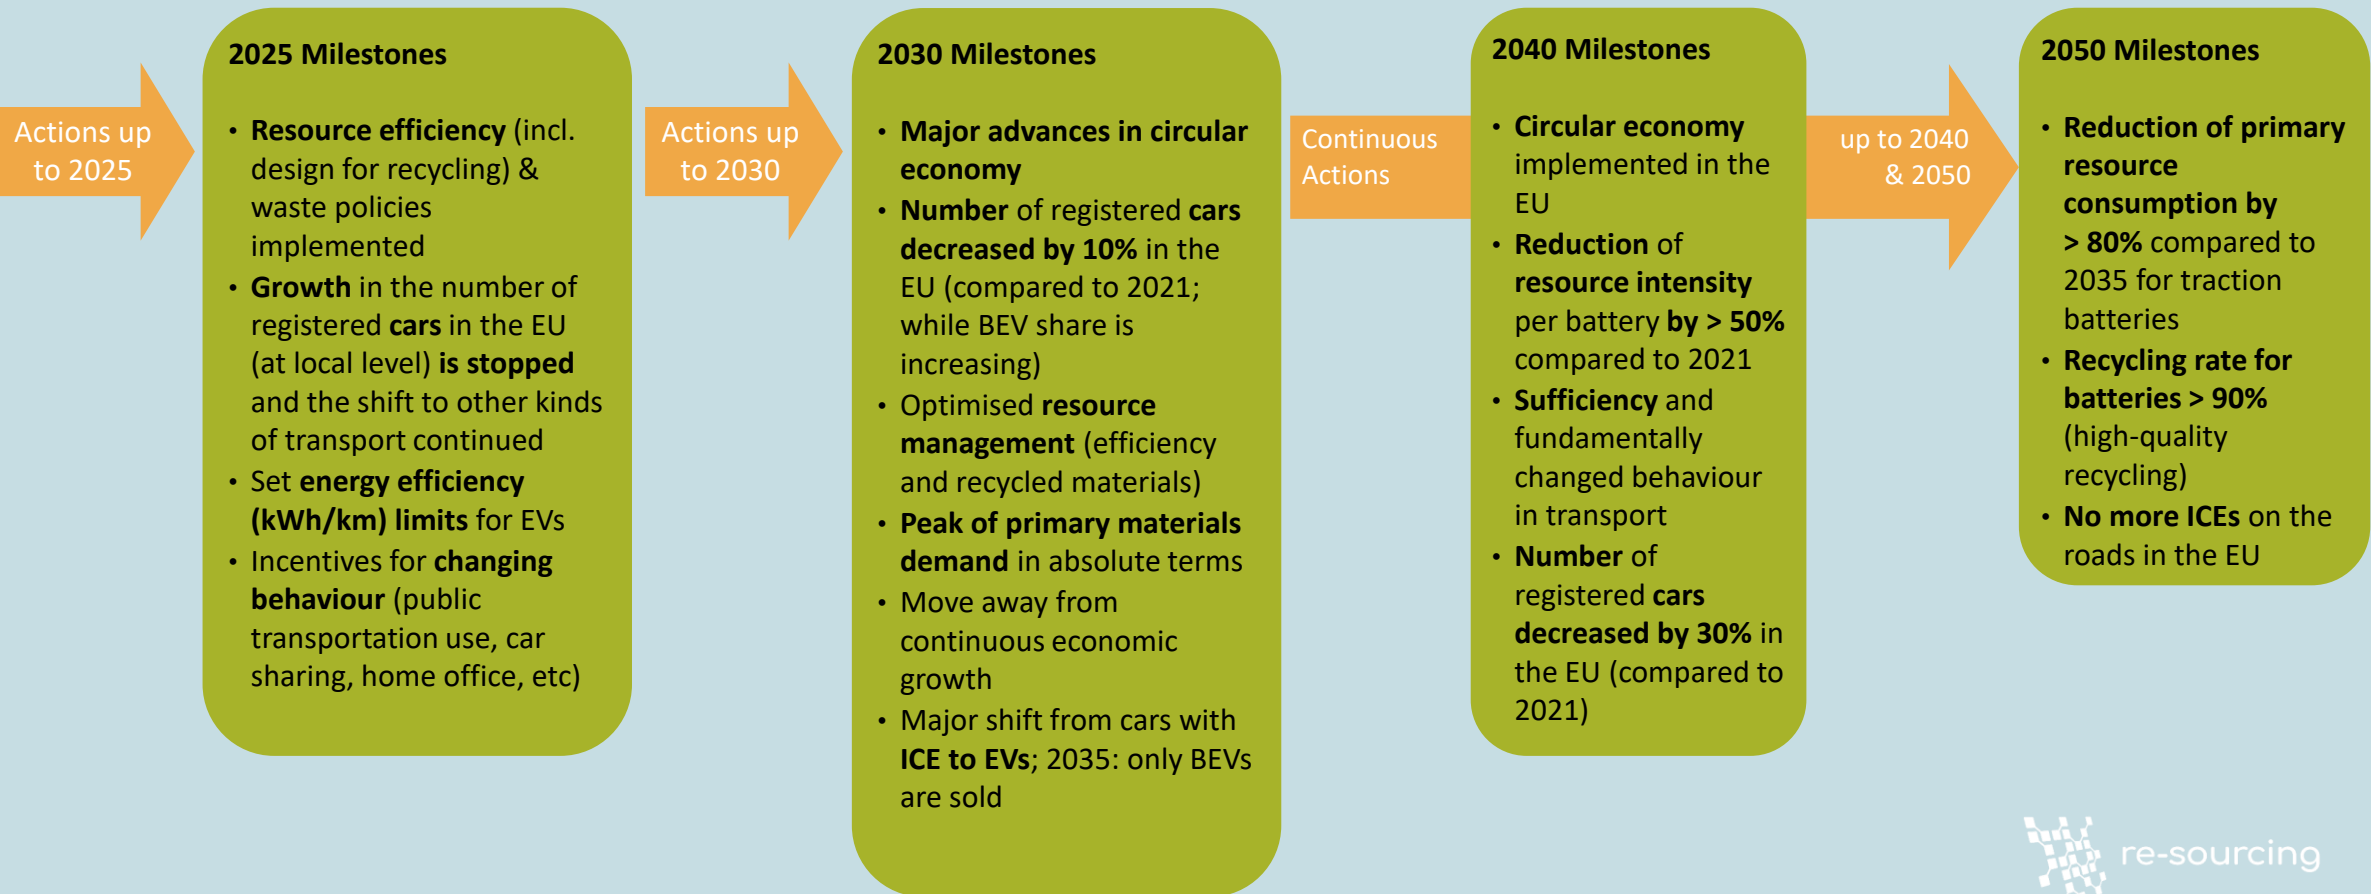 Actions up
to 2025
2025 Milestones
• Resource efficiency (incl.
design for recycling) &
waste policies
implemented
• Growth in the number of
registered cars in the EU
(at local level) is stopped
and the shift to other kinds
of transport continued
• Set energy efficiency
(kWh/km) limits for EVs
• Incentives for changing
behaviour (public
transportation use, car
sharing, home office, etc)
Actions up
to 2030
2030 Milestones
• Major advances in circular
economy
• Number of registered cars
decreased by 10% in the
EU (compared to 2021;
while BEV share is
increasing)
• Optimised resource
management (efficiency
and recycled materials)
• Peak of primary materials
demand in absolute terms
• Move away from
continuous economic
growth
• Major shift from cars with
ICE to EVs; 2035: only BEVs
are sold
Continuous
Actions
2040 Milestones
• Circular economy
implemented in the
EU
• Reduction of
resource intensity
per battery by > 50%
compared to 2021
• Sufficiency and
fundamentally
changed behaviour
in transport
• Number of
registered cars
decreased by 30% in
the EU (compared to
2021)
up to 2040
& 2050
2050 Milestones
• Reduction of primary
resource
consumption by
> 80% compared to
2035 for traction
batteries
• Recycling rate for
batteries > 90%
(high-quality
recycling)
• No more ICEs on the
roads in the EU
re-sourcing